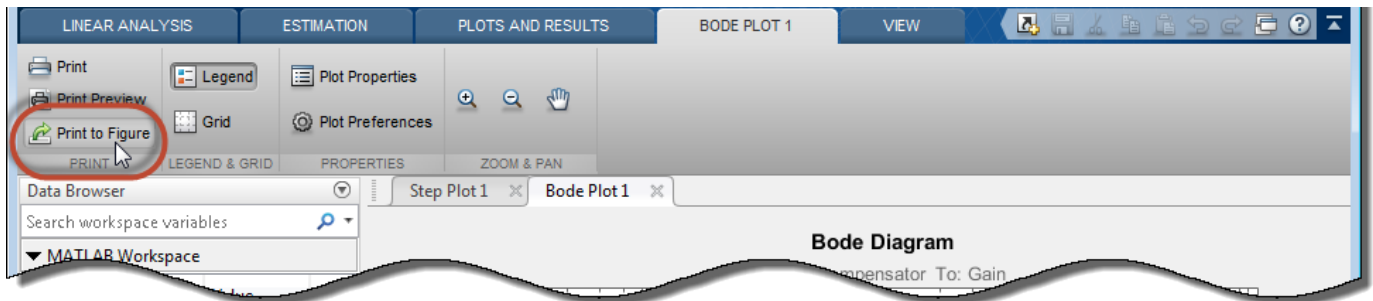 LINEAR ANALYSIS ESTIMATION PLOTS AND RESULTS BODE PLOT 1 VIEW
Print Legend Plot Properties
Print Preview
Grid Plot Preferences
Print to Figure
PRINT LEGEND & GRID PROPERTIES ZOOM & PAN
Data Browser Step Plot 1 Bode Plot 1
Search workspace variables
Bode Diagram
MATLAB Workspace
To: Gain